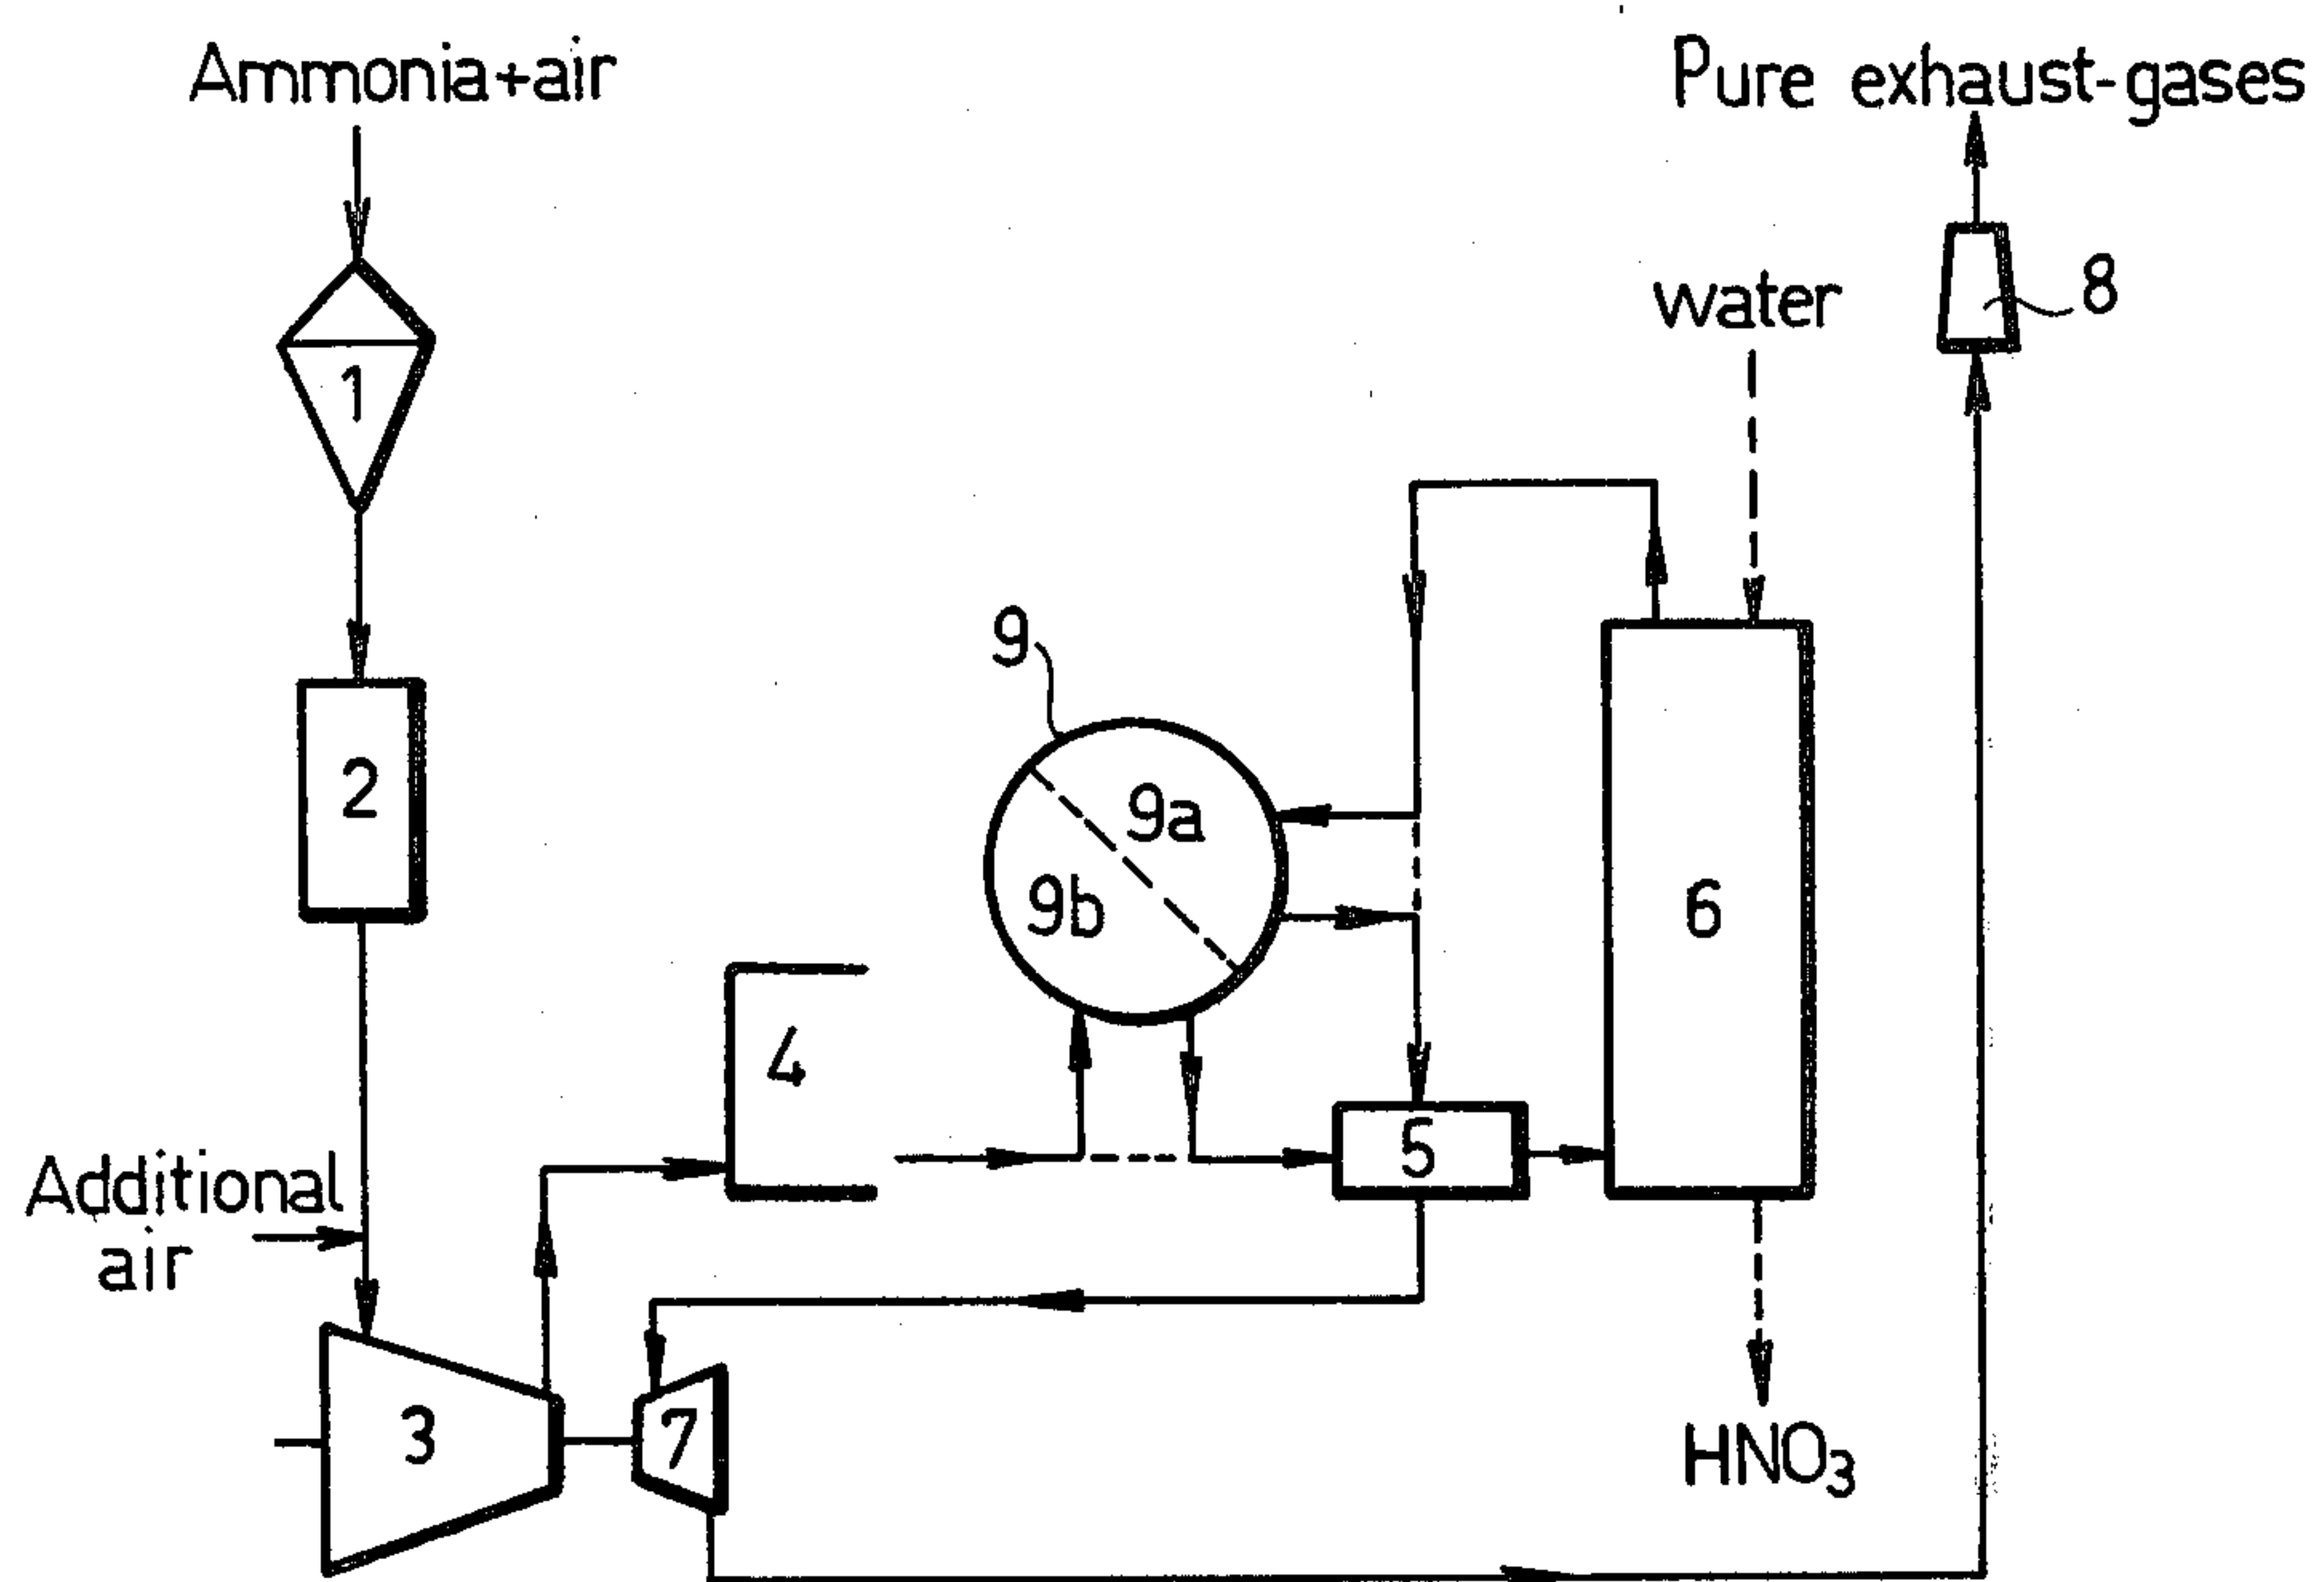 Ammonia+air
Pure exhaust-gases
water
8
1
9
2
9a
9b
6
4
5
Additional
air
3
7
HNO₃